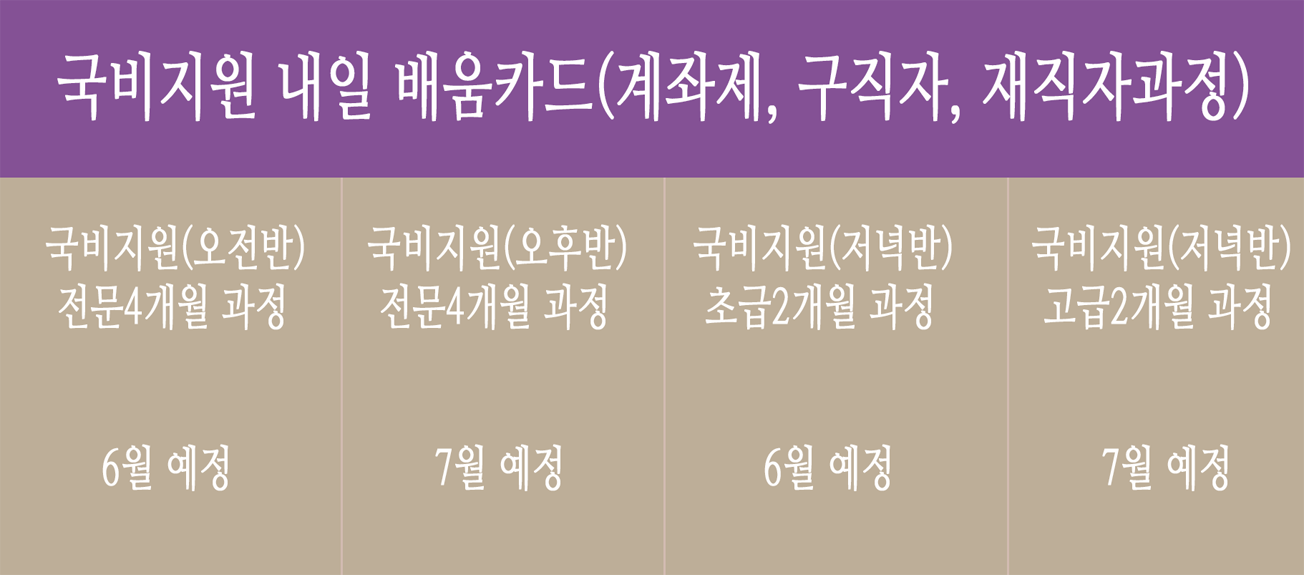 국비지원 내일 배움카드(계좌제, 구직자, 재직자과정)
국비지원(오전반)
전문4개월 과정
6월 예정
국비지원(오후반)
전문4개월 과정
7월 예정
국비지원(저녁반)
초급2개월 과정
6월 예정
국비지원(저녁반)
고급2개월 과정
7월 예정